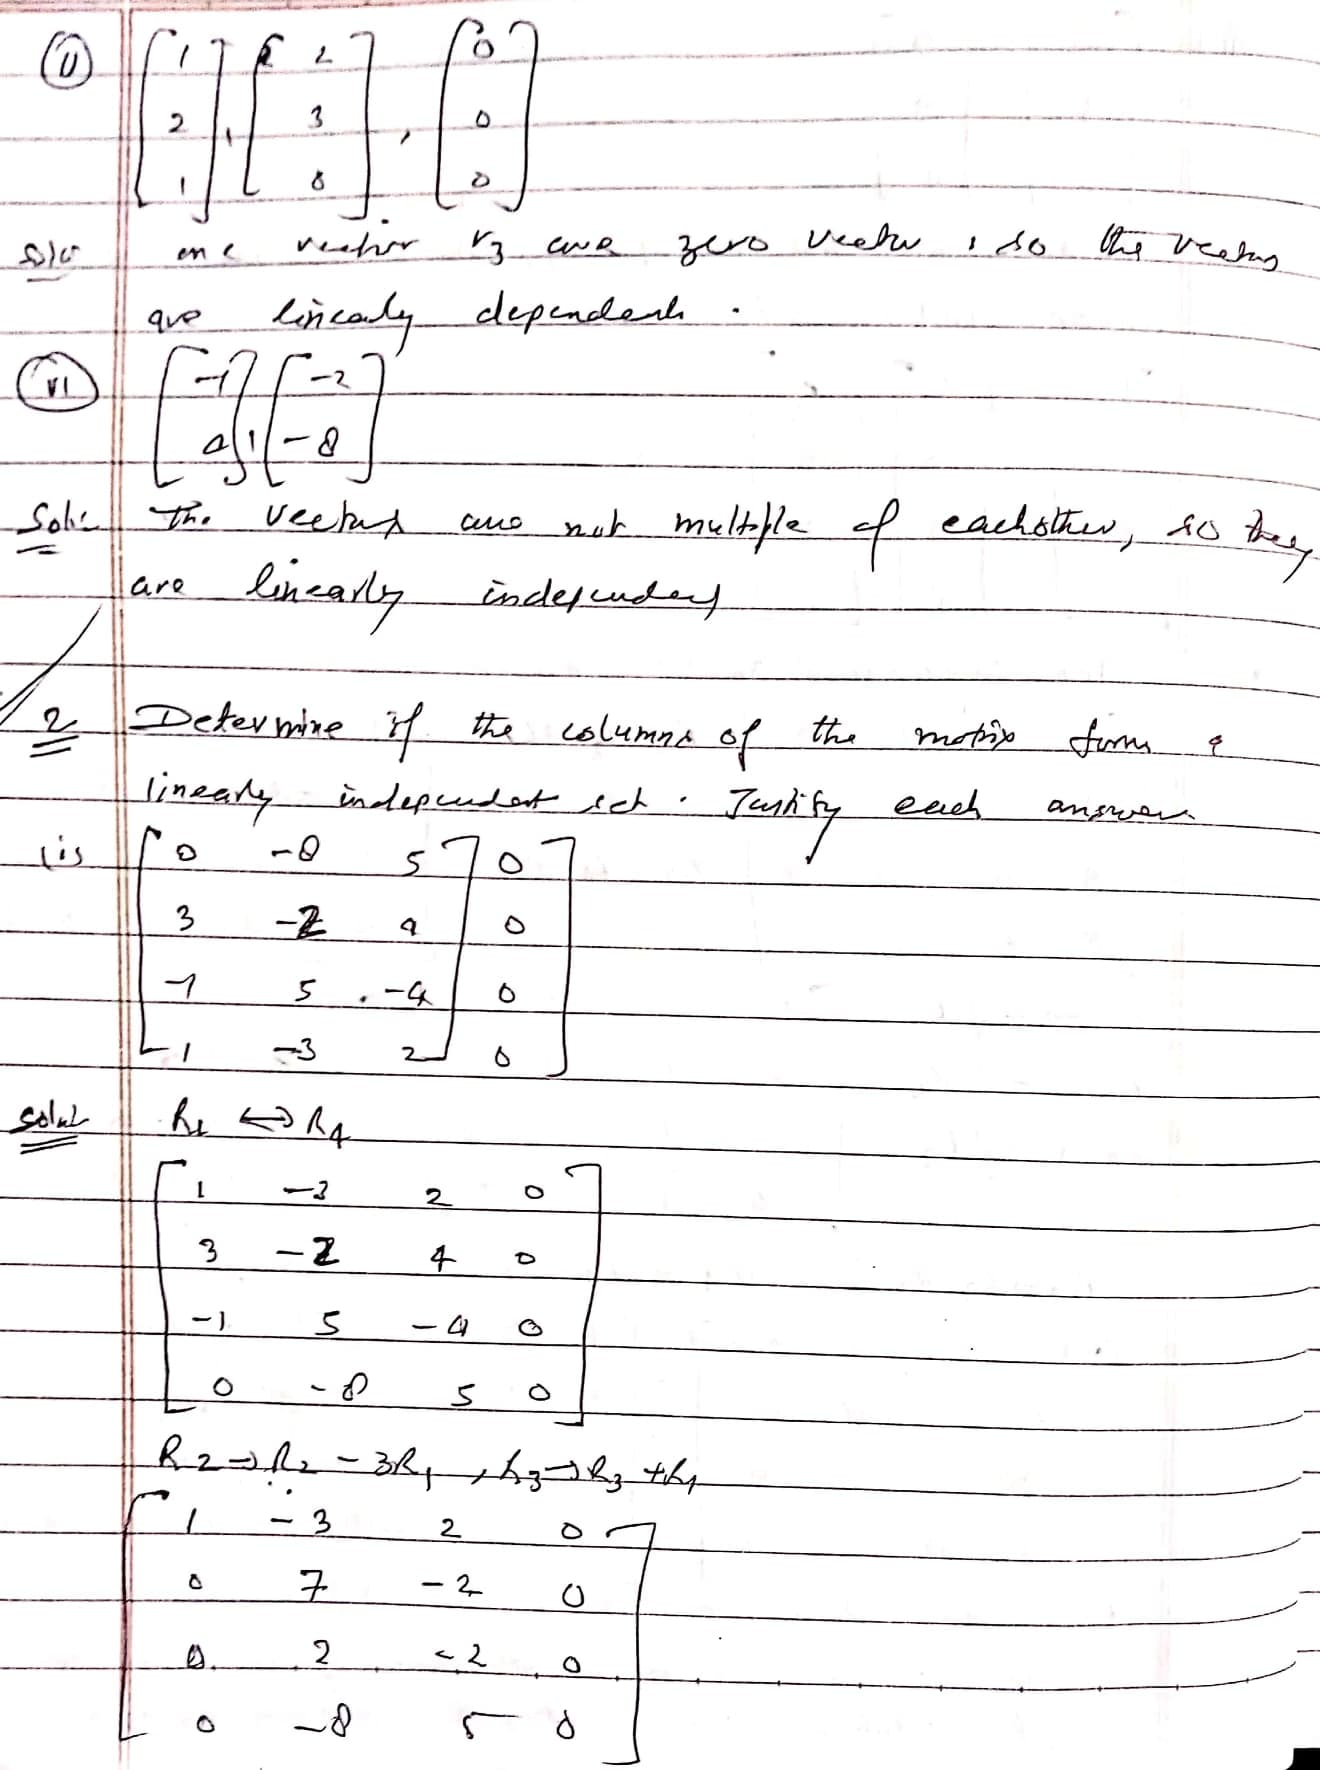 (v) [1 2 1], [2 3 8], [0 0 0]
Soln one vector v3 are zero vector, so the vectors
are linearly dependent.
(vi) [-1 4], [-2 -8]
Soln The vectors are not multiple of eachother, so they
are linearly independent
2 Determine if the columns of the matrix form a
linearly independent set. Justify each answer
(i) 0 -8 5 0
3 -2 4 0
-1 5 -4 0
1 -3 2 0
Solut R1 ↔ R4
1 -3 2 0
3 -2 4 0
-1 5 -4 0
0 -8 5 0
R2 → R2 - 3R1, R3 → R3 + R1
1 -3 2 0
0 7 -2 0
0 2 -2 0
0 -8 5 0